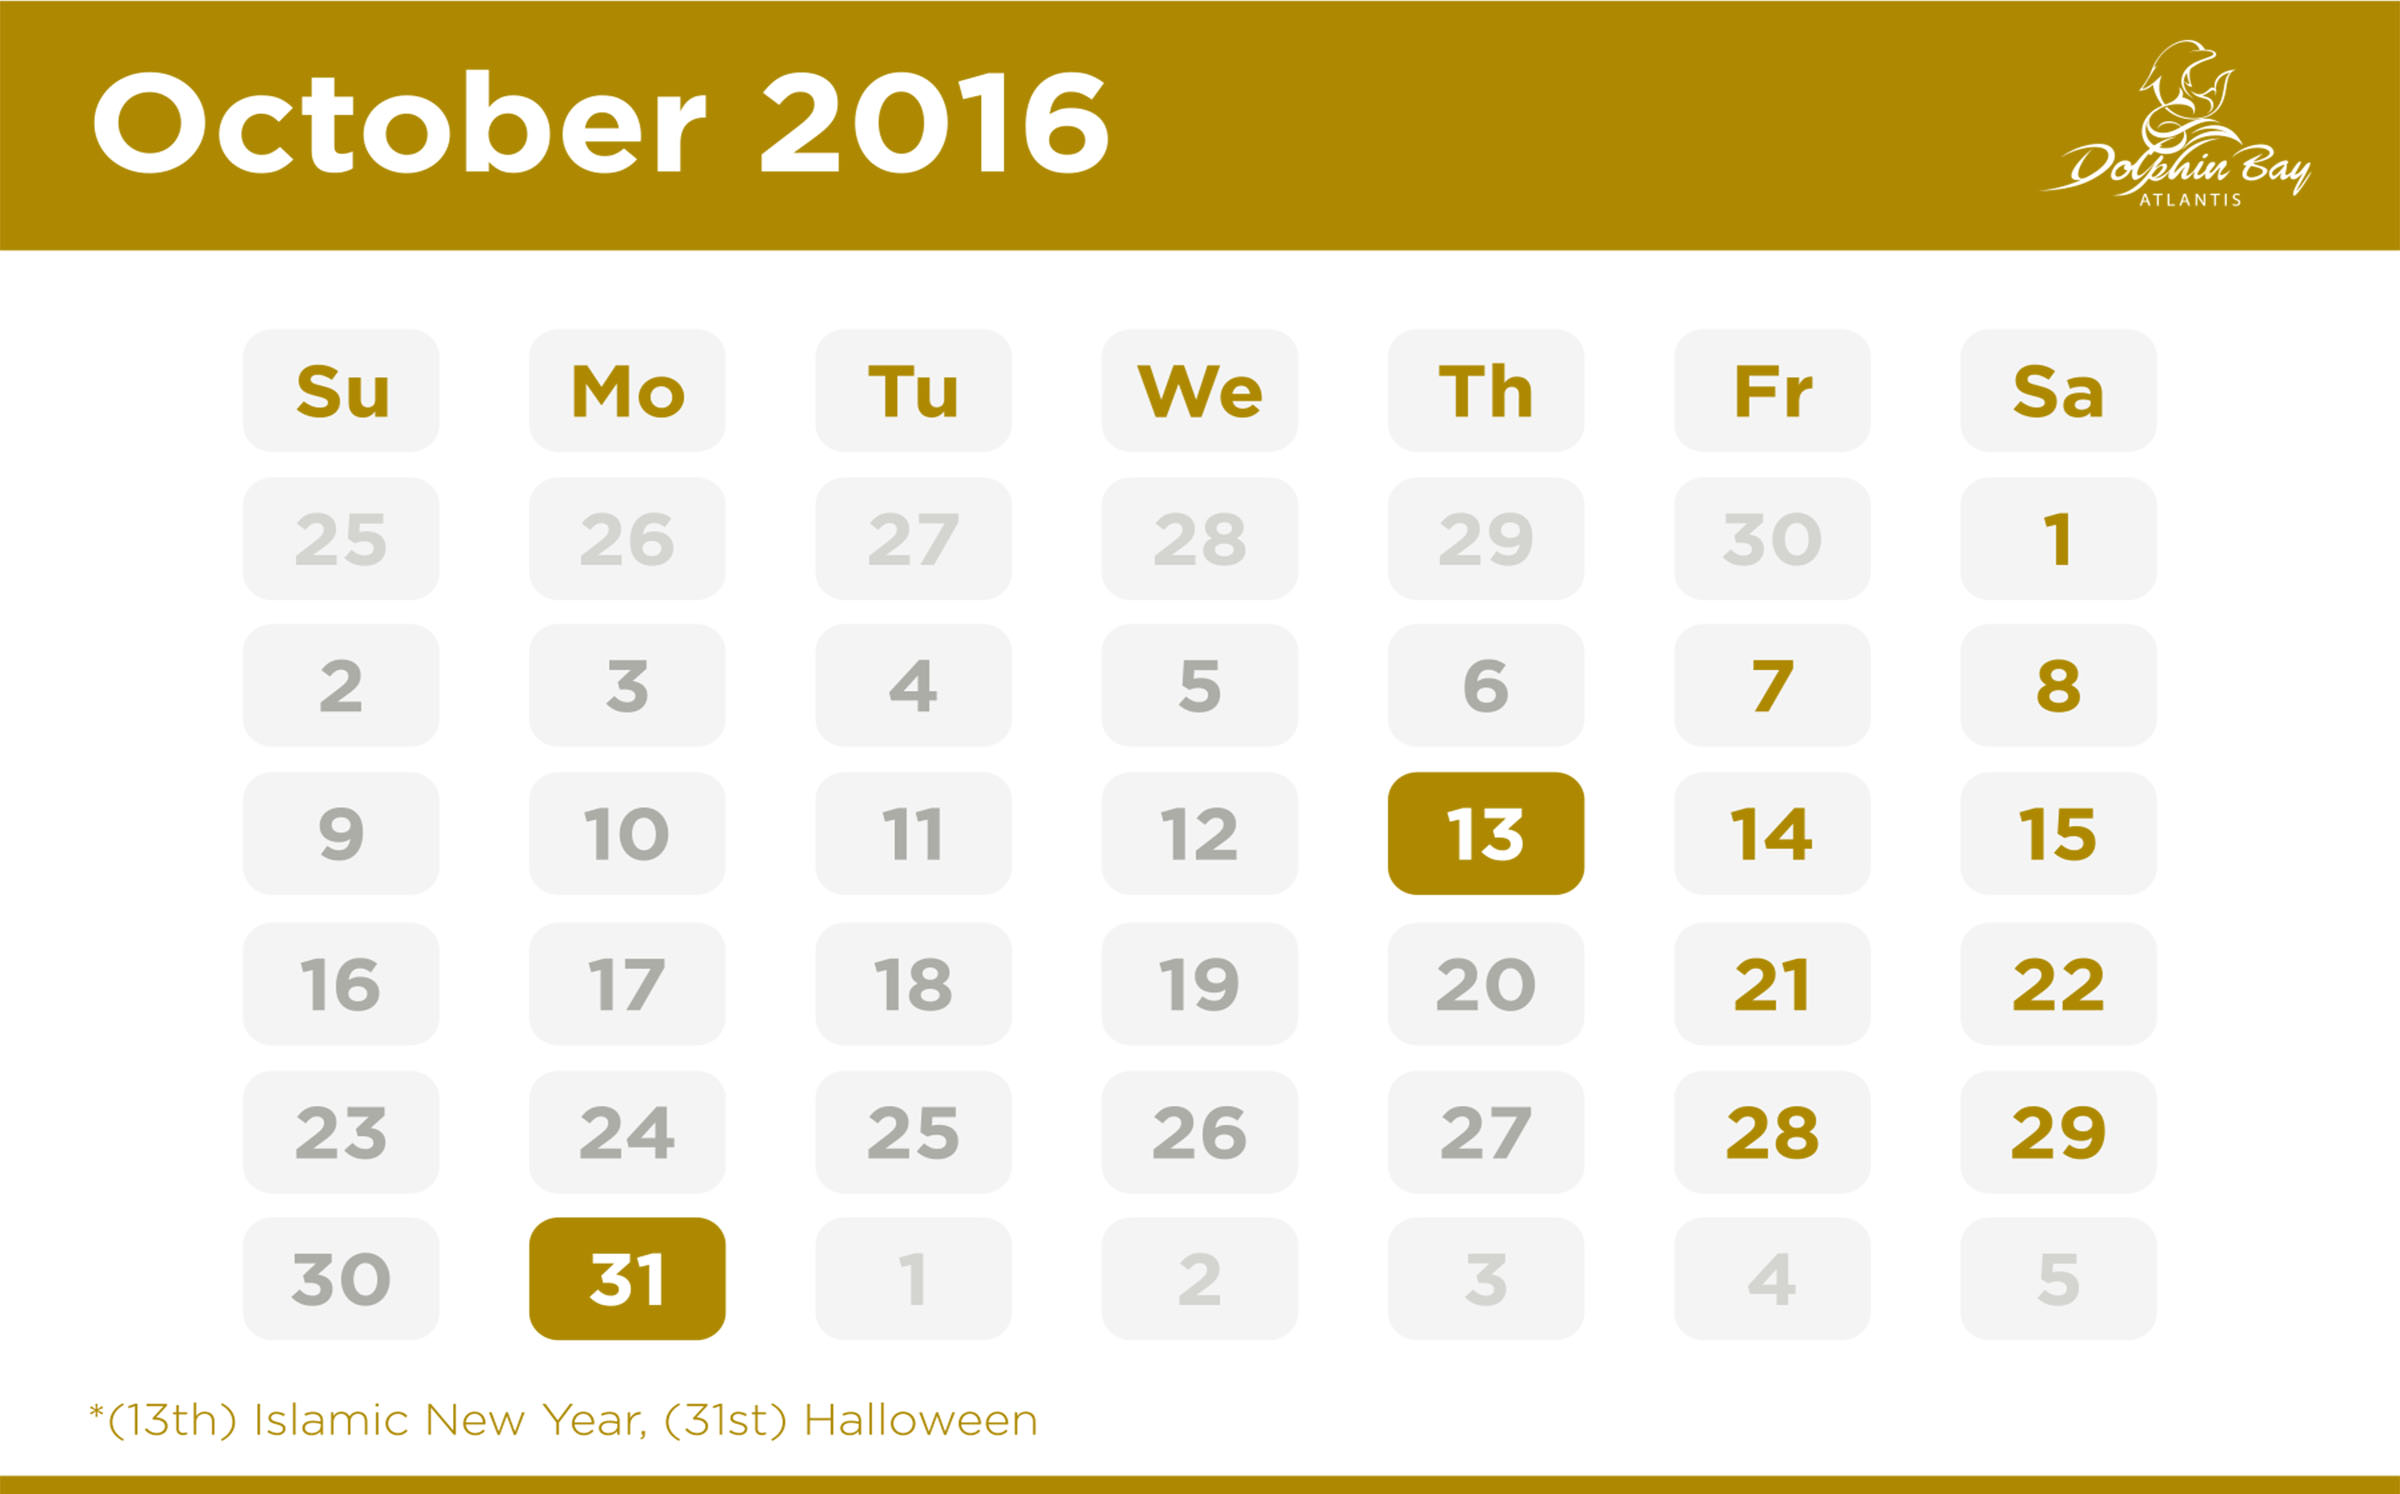 October 2016
Dolphin Bay
ATLANTIS
Su Mo Tu We Th Fr Sa
25 26 27 28 29 30 1
2 3 4 5 6 7 8
9 10 11 12 13 14 15
16 17 18 19 20 21 22
23 24 25 26 27 28 29
30 31 1 2 3 4 5
*(13th) Islamic New Year, (31st) Halloween